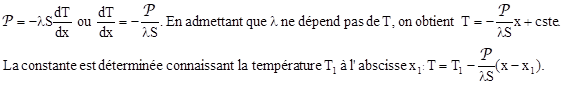 𝒫 = −λS dT/dx ou dT/dx = − 𝒫/λS. En admettant que λ ne dépend pas de T, on obtient T = − 𝒫/λS x + cste.
La constante est déterminée connaissant la température T₁ à l' abscisse x₁: T = T₁ − 𝒫/λS (x − x₁).